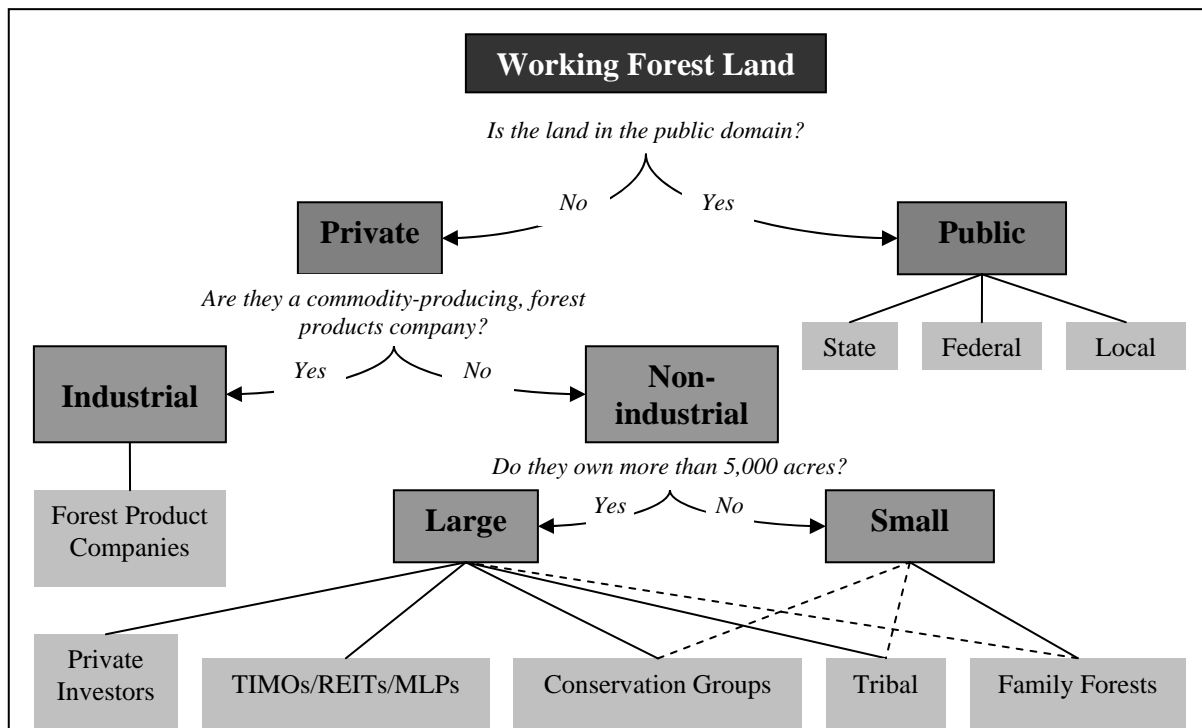 Working Forest Land
Is the land in the public domain?
No
Yes
Private
Public
Are they a commodity-producing, forest
products company?
State
Federal
Local
Yes
No
Industrial
Non-
industrial
Do they own more than 5,000 acres?
Forest Product
Companies
Large
Yes
No
Small
Private
Investors
TIMOs/REITs/MLPs
Conservation Groups
Tribal
Family Forests